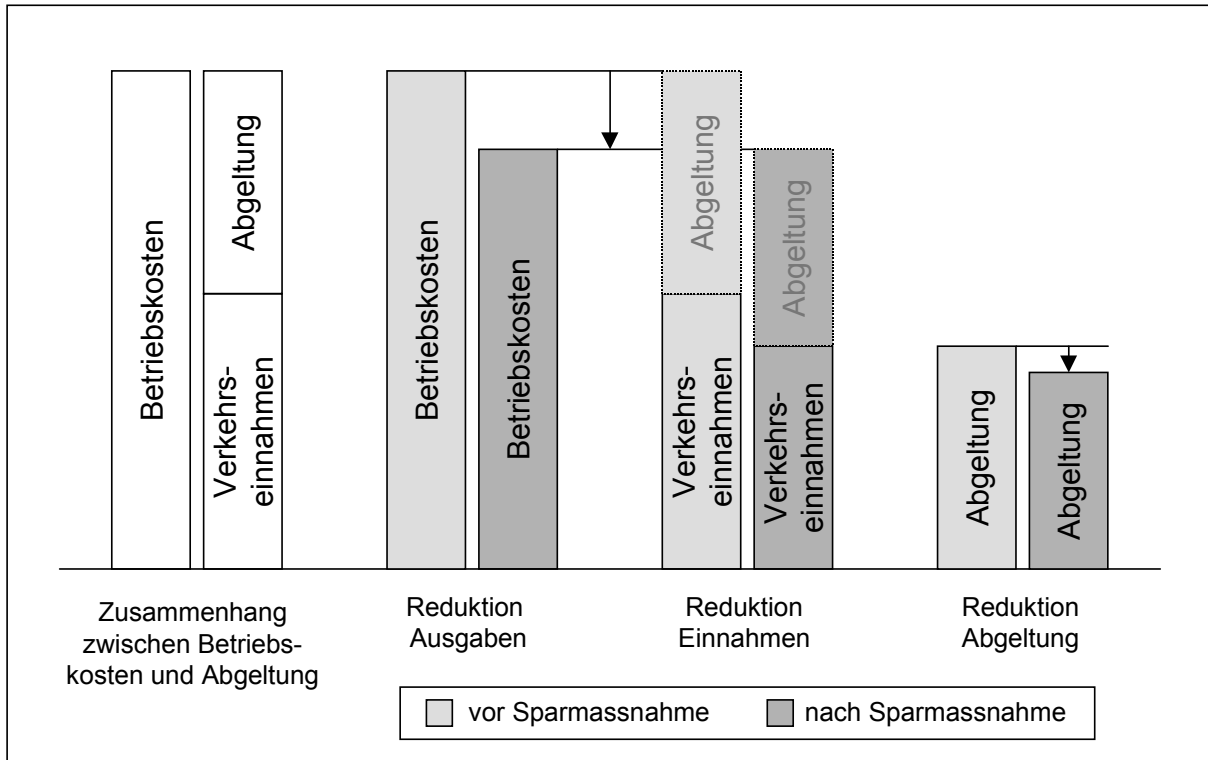 Betriebskosten
Abgeltung
Verkehrs-
einnahmen
Betriebskosten
Betriebskosten
Abgeltung
Verkehrs-
einnahmen
Abgeltung
Verkehrs-
einnahmen
Abgeltung
Abgeltung
Zusammenhang
zwischen Betriebs-
kosten und Abgeltung
Reduktion
Ausgaben
Reduktion
Einnahmen
Reduktion
Abgeltung
vor Sparmassnahme
nach Sparmassnahme